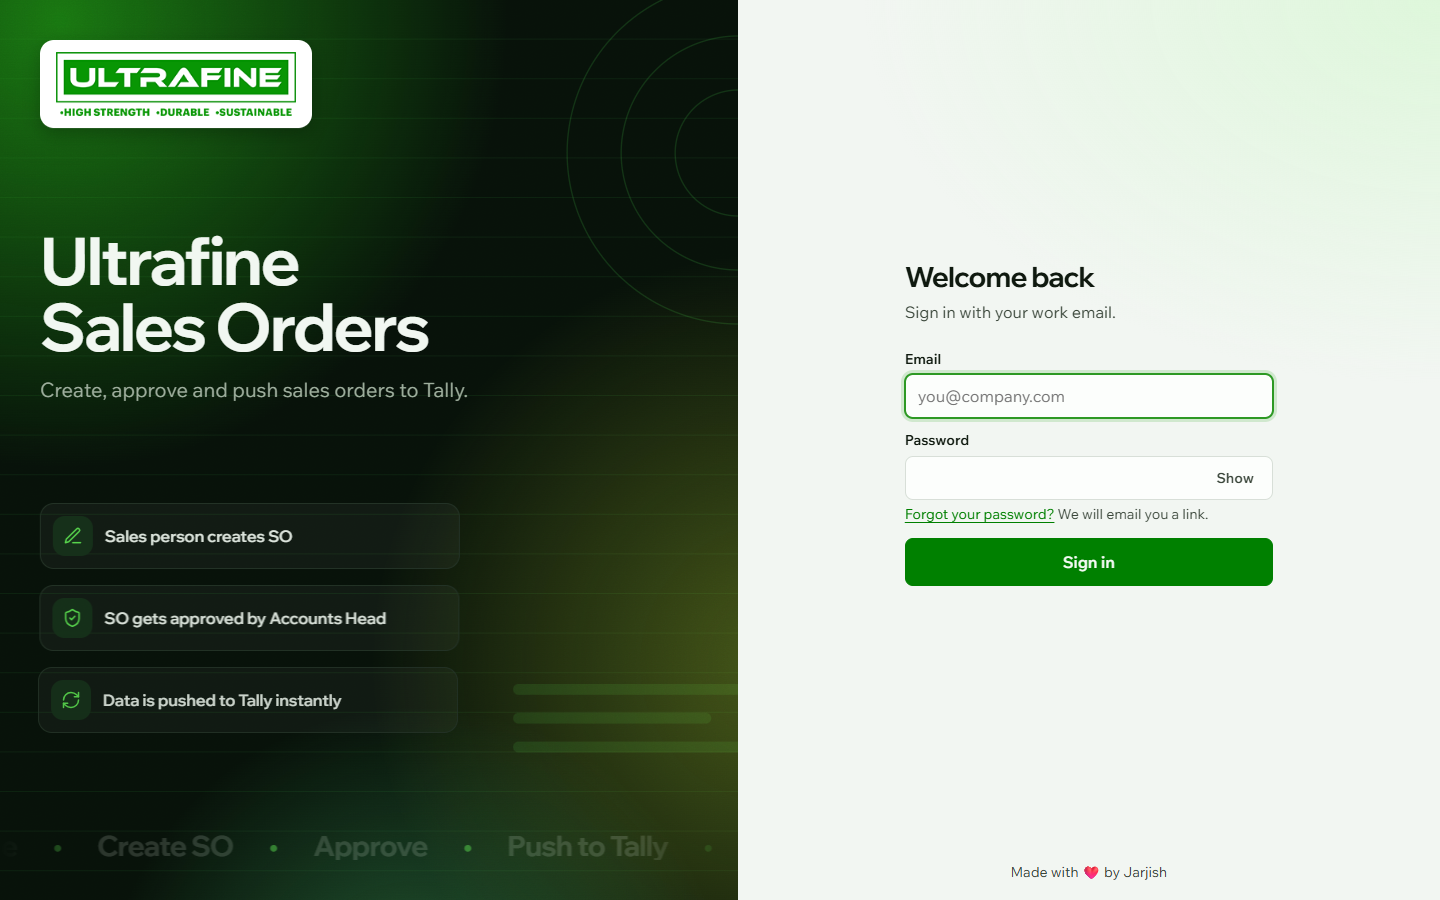 ULTRAFINE
•HIGH STRENGTH •DURABLE •SUSTAINABLE
Ultrafine
Sales Orders
Create, approve and push sales orders to Tally.
Sales person creates SO
SO gets approved by Accounts Head
Data is pushed to Tally instantly
• Create SO • Approve • Push to Tally •
Welcome back
Sign in with your work email.
Email
you@company.com
Password
Show
Forgot your password? We will email you a link.
Sign in
Made with ❤️ by Jarjish